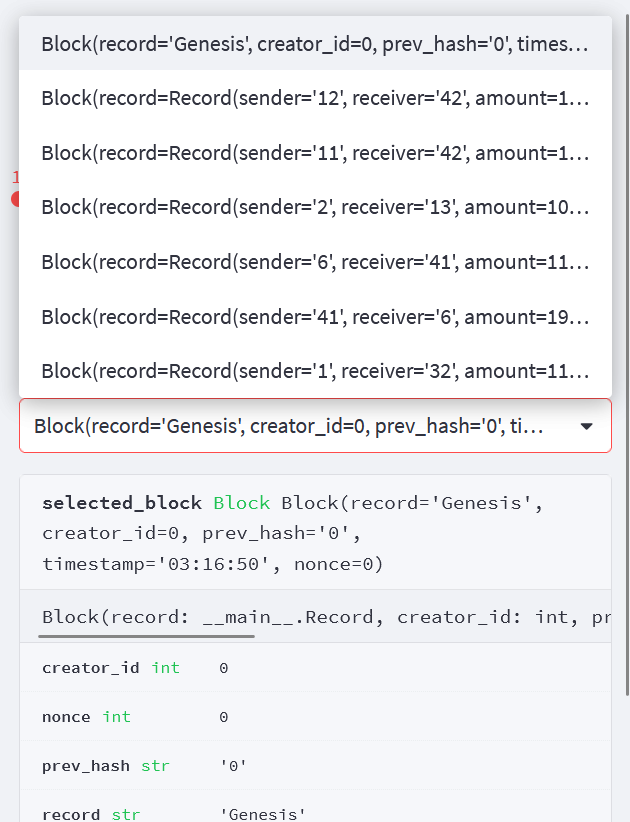 Block(record='Genesis', creator_id=0, prev_hash='0', times…
Block(record=Record(sender='12', receiver='42', amount=1…
Block(record=Record(sender='11', receiver='42', amount=1…
1
Block(record=Record(sender='2', receiver='13', amount=10…
Block(record=Record(sender='6', receiver='41', amount=11…
Block(record=Record(sender='41', receiver='6', amount=19…
Block(record=Record(sender='1', receiver='32', amount=11…
Block(record='Genesis', creator_id=0, prev_hash='0', ti…
selected_block Block Block(record='Genesis',
creator_id=0, prev_hash='0',
timestamp='03:16:50', nonce=0)
Block(record: __main__.Record, creator_id: int, pr
creator_id int 0
nonce int 0
prev_hash str '0'
record str 'Genesis'